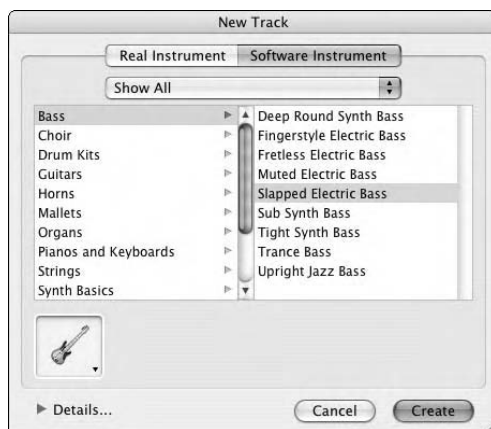 New Track
Real Instrument
Software Instrument
Show All
Bass
Choir
Drum Kits
Guitars
Horns
Mallets
Organs
Pianos and Keyboards
Strings
Synth Basics
Deep Round Synth Bass
Fingerstyle Electric Bass
Fretless Electric Bass
Muted Electric Bass
Slapped Electric Bass
Sub Synth Bass
Tight Synth Bass
Trance Bass
Upright Jazz Bass
Details...
Cancel
Create